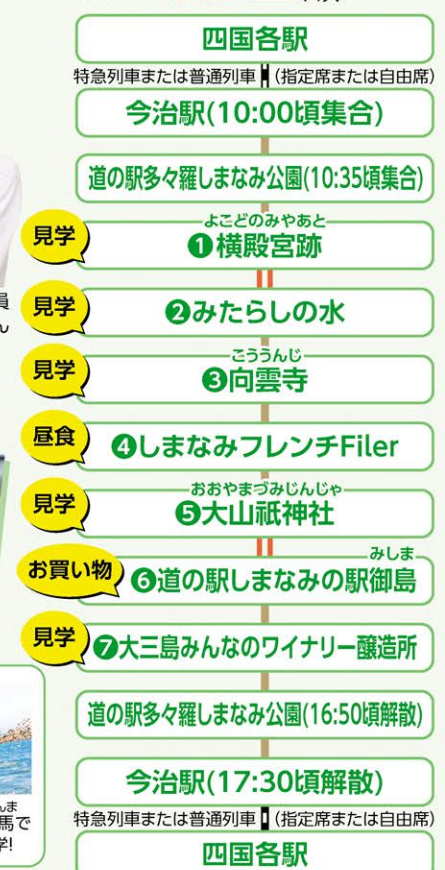 四国各駅
特急列車または普通列車 (指定席または自由席)
今治駅(10:00頃集合)
道の駅多々羅しまなみ公園(10:35頃集合)
見学
よこどのみやあと
❶横殿宮跡
員
ん
見学
❷みたらしの水
見学
こううんじ
❸向雲寺
昼食
❹しまなみフレンチFiler
見学
おおやまづみじんじゃ
❺大山祇神社
お買い物
みしま
❻道の駅しまなみの駅御島
見学
❼大三島みんなのワイナリー醸造所
道の駅多々羅しまなみ公園(16:50頃解散)
今治駅(17:30頃解散)
んま
馬で
学!
特急列車または普通列車 (指定席または自由席)
四国各駅